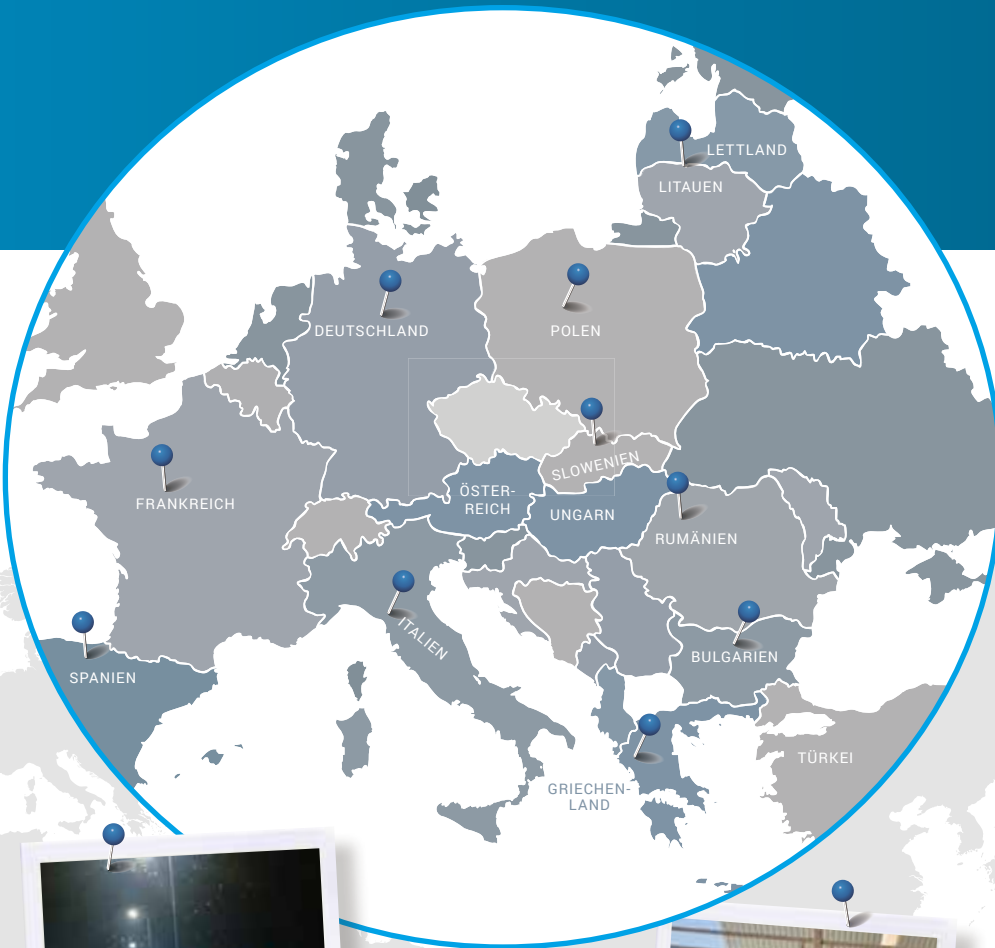 LETTLAND
LITAUEN
DEUTSCHLAND
POLEN
SLOWENIEN
FRANKREICH
ÖSTER-
REICH
UNGARN
RUMÄNIEN
ITALIEN
BULGARIEN
SPANIEN
TÜRKEI
GRIECHEN-
LAND